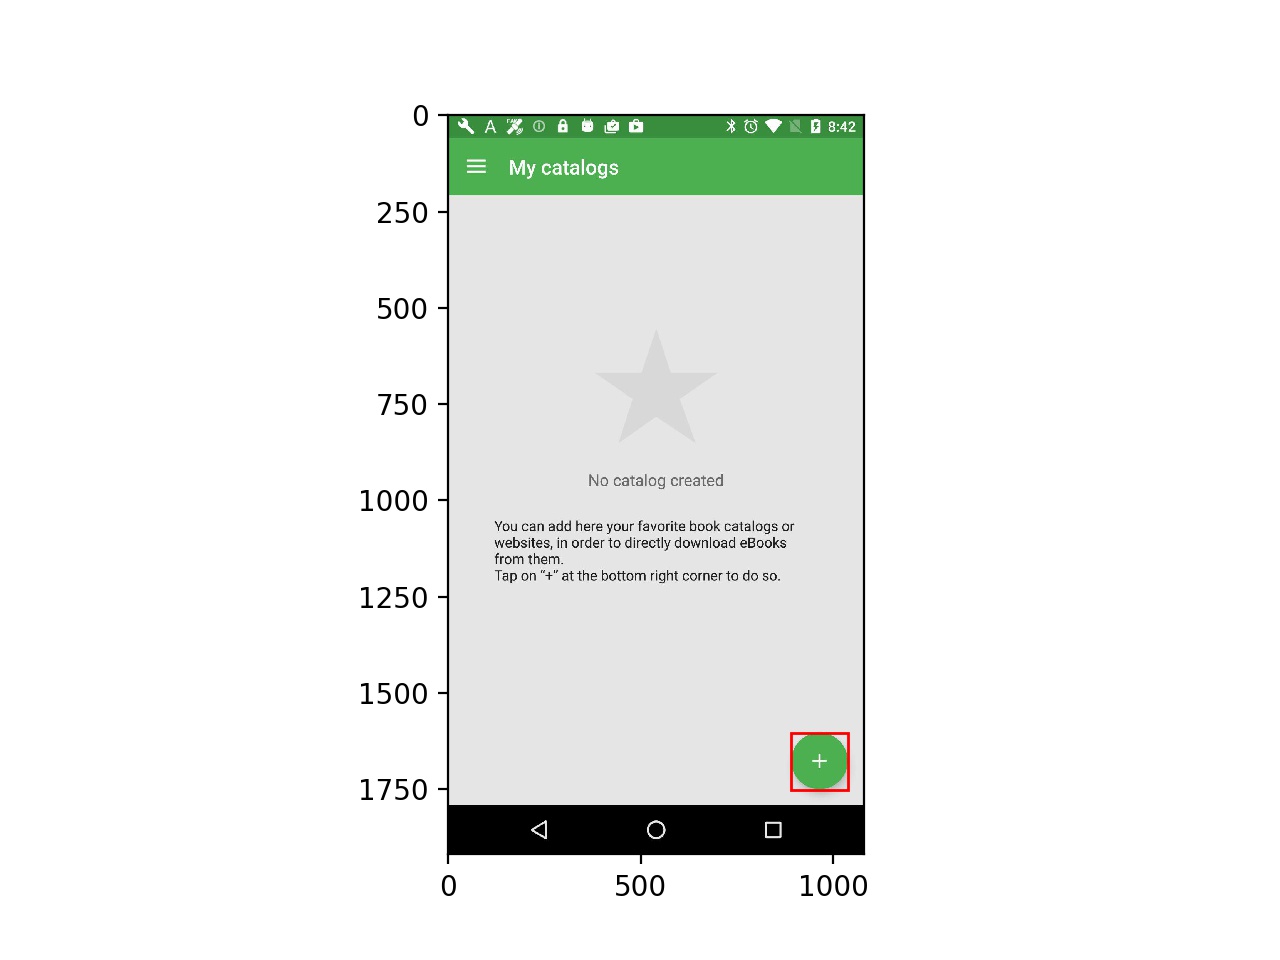 0
250
500
750
1000
1250
1500
1750
0
500
1000
A
8:42
My catalogs
No catalog created
You can add here your favorite book catalogs or
websites, in order to directly download eBooks
from them.
Tap on “+” at the bottom right corner to do so.
+